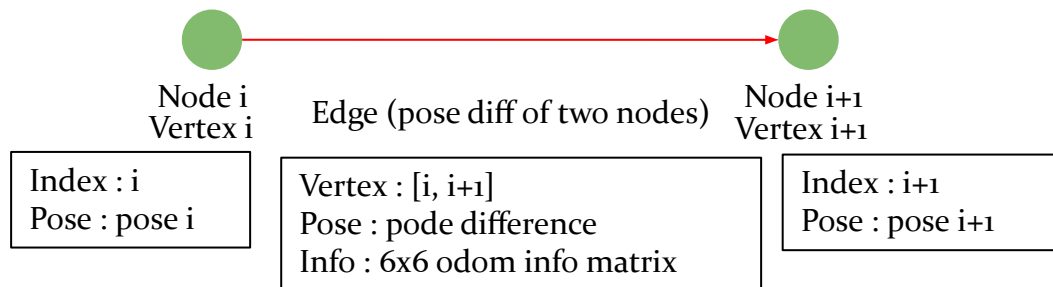 Node i
Vertex i
Edge (pose diff of two nodes)
Node i+1
Vertex i+1
Index : i
Pose : pose i
Vertex : [i, i+1]
Pose : pode difference
Info : 6x6 odom info matrix
Index : i+1
Pose : pose i+1